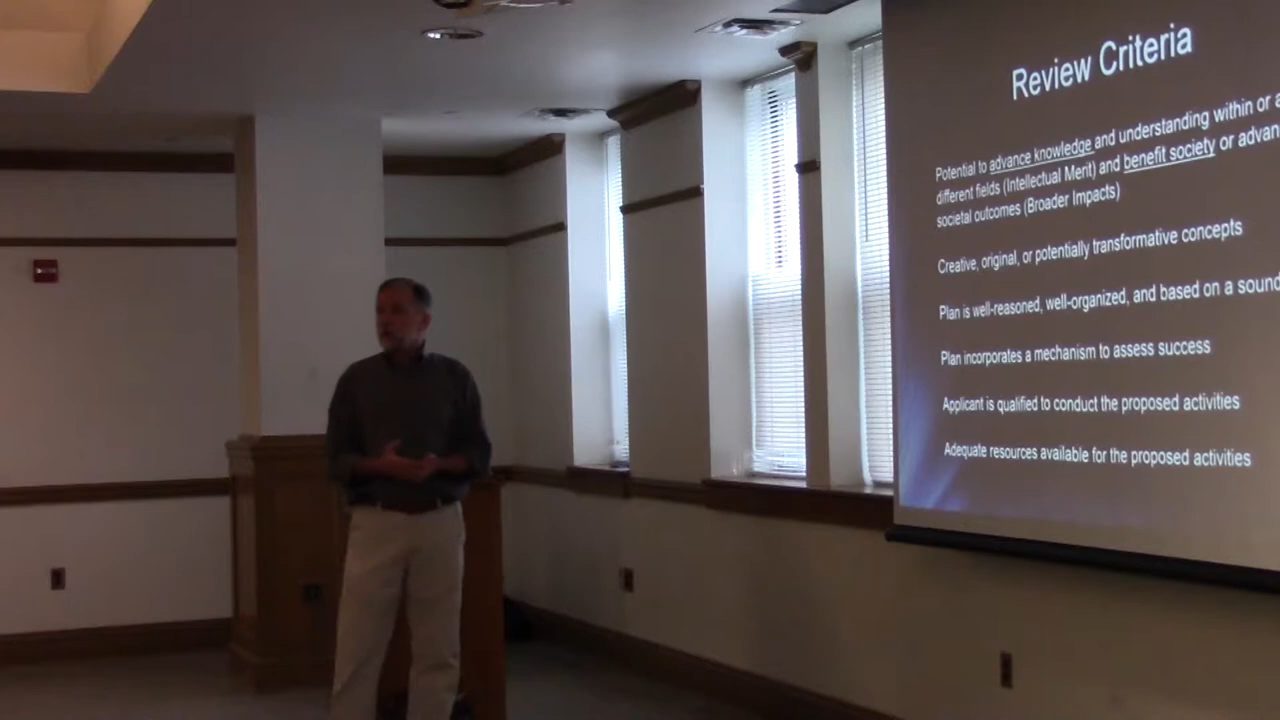 Review Criteria
Potential to advance knowledge and understanding within or
different fields (Intellectual Merit) and benefit society or
societal outcomes (Broader Impacts)
Creative, original, or potentially transformative concepts
Plan is well-reasoned, well-organized, and based on a sound
Plan incorporates a mechanism to assess success
Applicant is qualified to conduct the proposed activities
Adequate resources available for the proposed activities